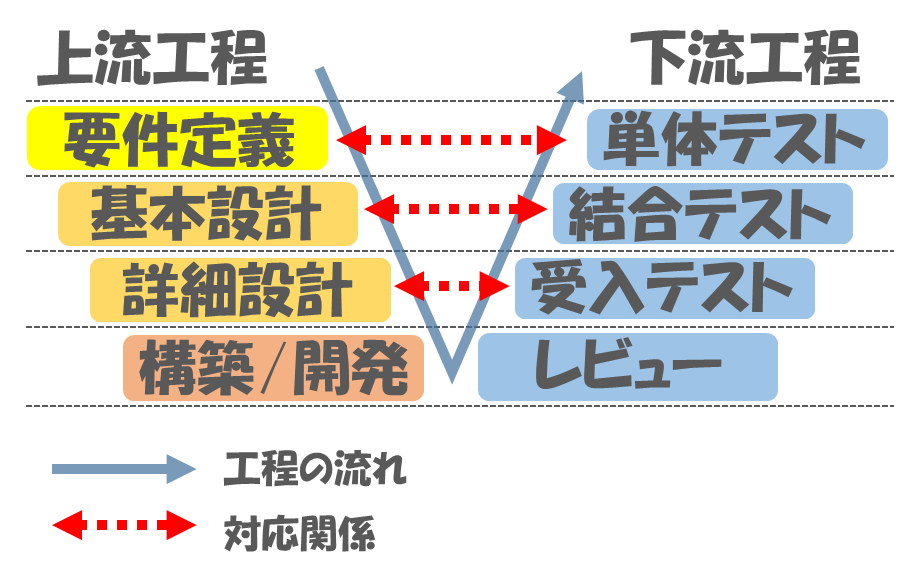 上流工程 下流工程
要件定義 単体テスト
基本設計 結合テスト
詳細設計 受入テスト
構築/開発 レビュー
工程の流れ
対応関係